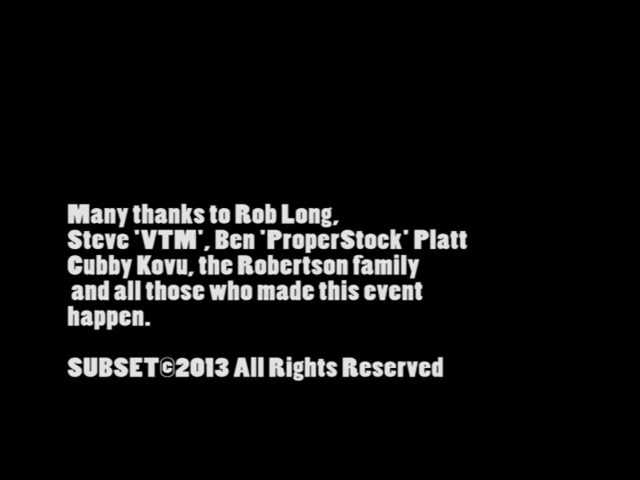 Many thanks to Rob Long,
Steve 'VTM', Ben 'ProperStock' Platt
Cubby Kovu, the Robertson family
and all those who made this event
happen.
SUBSET©2013 All Rights Reserved